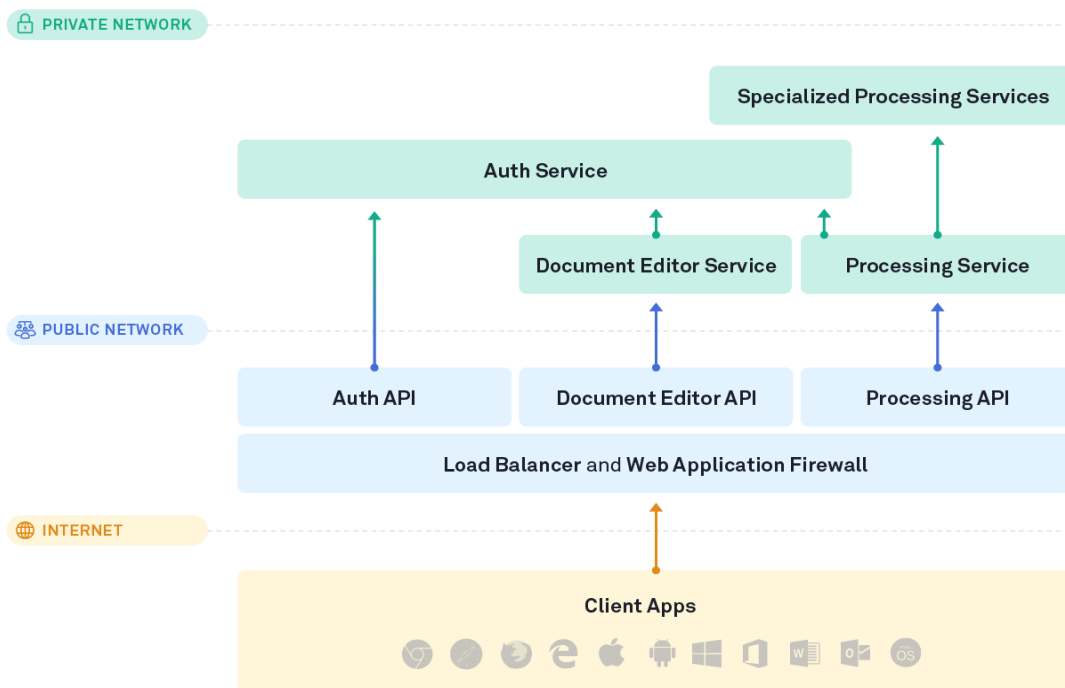 PRIVATE NETWORK
Specialized Processing Services
Auth Service
Document Editor Service
Processing Service
PUBLIC NETWORK
Auth API
Document Editor API
Processing API
Load Balancer and Web Application Firewall
INTERNET
Client Apps
W
O
OS